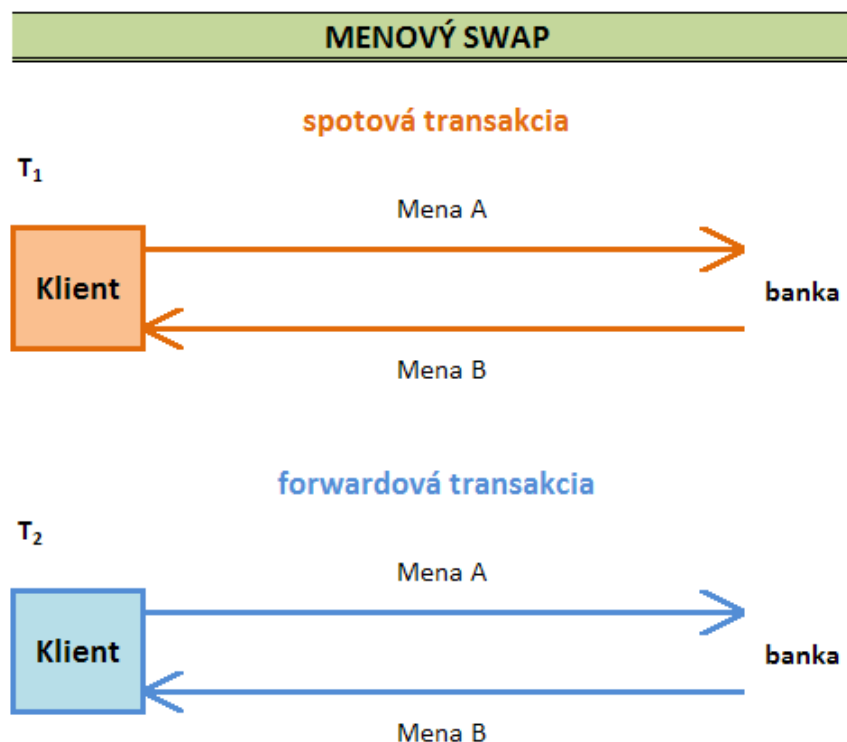 MENOVÝ SWAP
spotová transakcia
T₁
Mena A
Klient
banka
Mena B
forwardová transakcia
T₂
Mena A
Klient
banka
Mena B